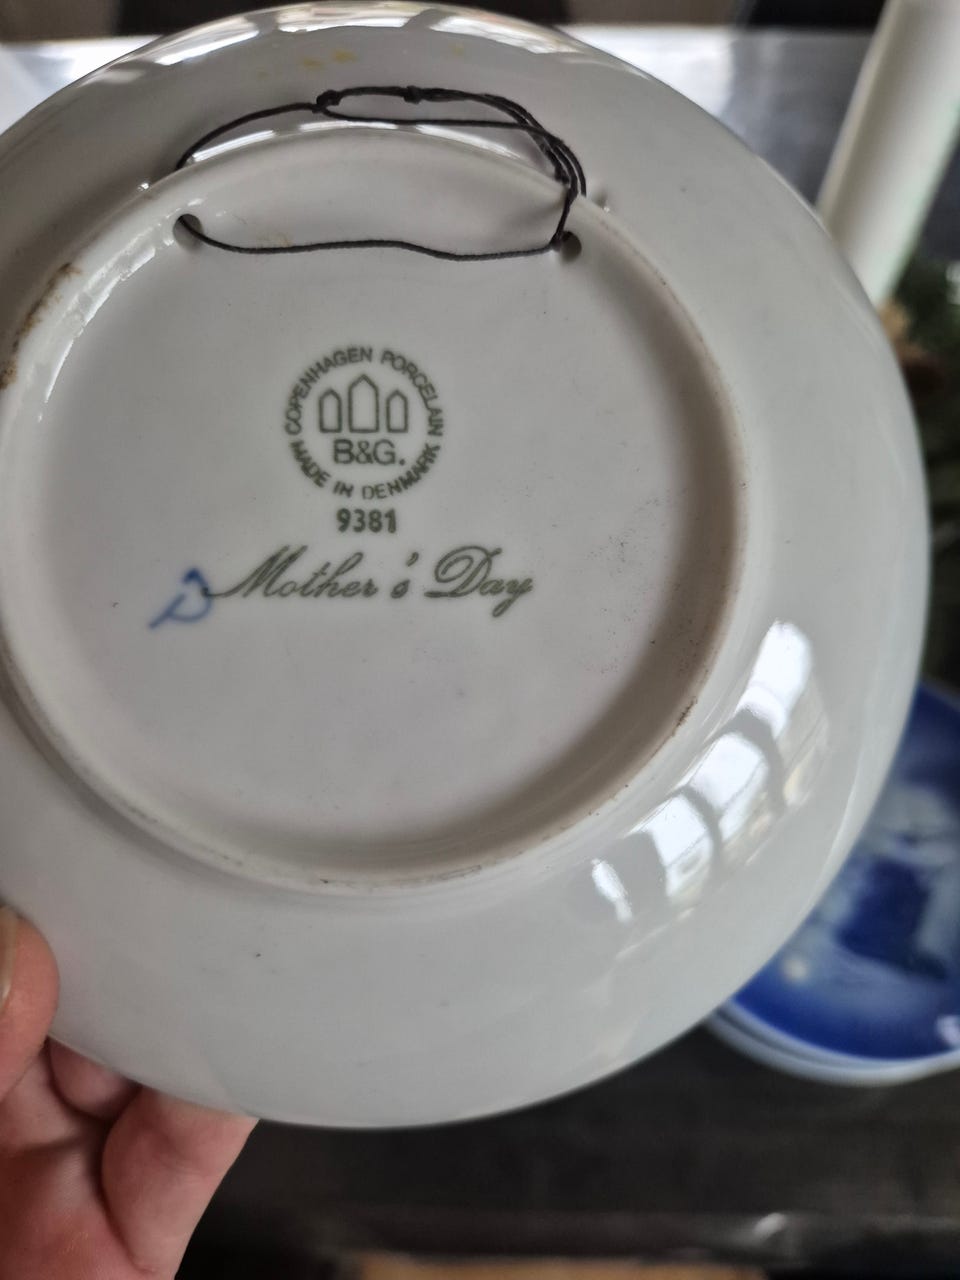 COPENHAGEN PORCELAIN
B&G.
MADE IN DENMARK
9381
Mother's Day